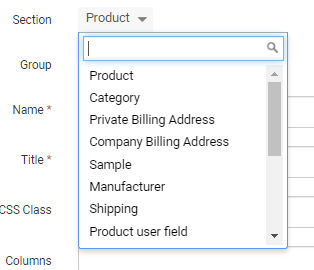 Section
Product
Group
Product
Category
Name *
Private Billing Address
Company Billing Address
Title *
Sample
Manufacturer
CSS Class
Shipping
Product user field
Columns